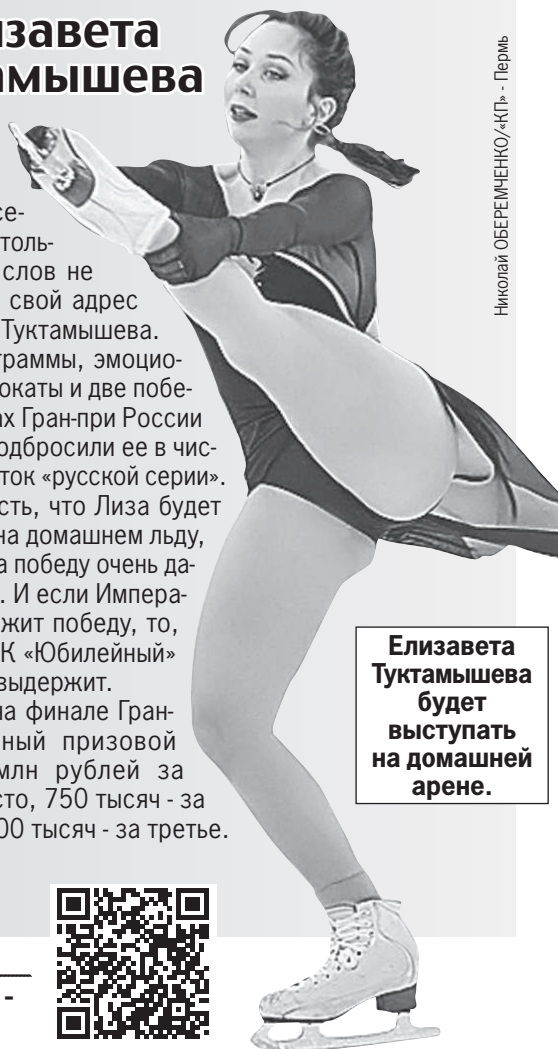 изавета
амышева
се-
толь-
слов не
свой адрес
Туктамышева.
граммы, эмоцио-
окаты и две побе-
ах Гран-при России
одбросили ее в чис-
ток «русской серии».
сть, что Лиза будет
на домашнем льду,
а победу очень да-
. И если Импера-
жит победу, то,
К «Юбилейный»
выдержит.
на финале Гран-
ный призовой
млн рублей за
сто, 750 тысяч - за
00 тысяч - за третье.
-
Елизавета
Туктамышева
будет
выступать
на домашней
арене.
Николай ОБЕРЕМЧЕНКО/«КП» - Пермь